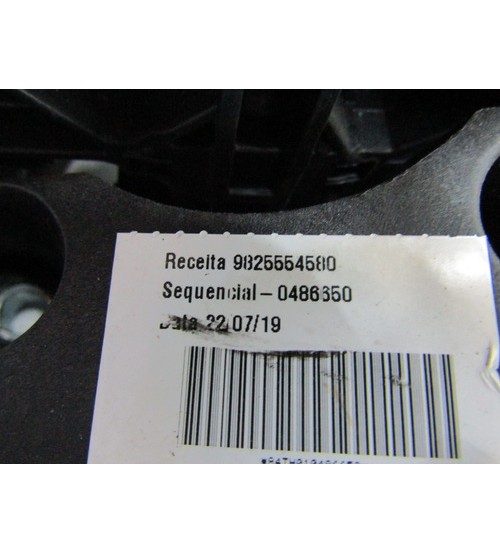 Receita 9825554580
Sequencial - 0486650
Data 22/07/19